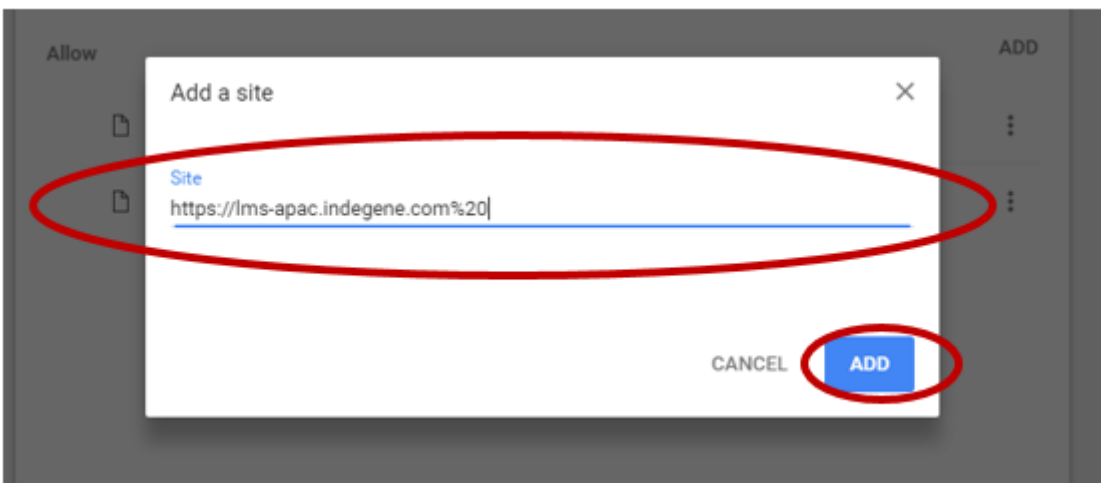 Allow
ADD
Add a site
Site
https://lms-apac.indegene.com%20
CANCEL
ADD